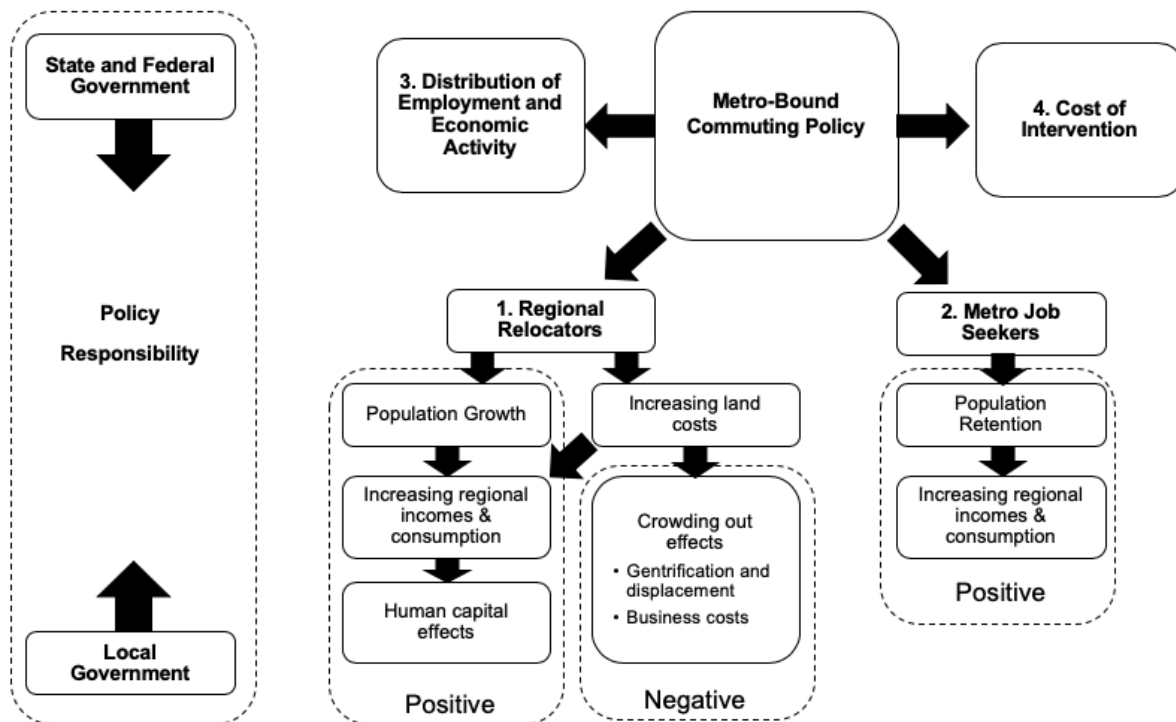 State and Federal
Government
Policy
Responsibility
Local
Government
3. Distribution of
Employment and
Economic
Activity
Metro-Bound
Commuting Policy
4. Cost of
Intervention
1. Regional
Relocators
2. Metro Job
Seekers
Population Growth
Increasing land
costs
Population
Retention
Increasing regional
incomes &
consumption
Crowding out
effects
• Gentrification and
displacement
• Business costs
Increasing regional
incomes &
consumption
Human capital
effects
Positive
Negative
Positive